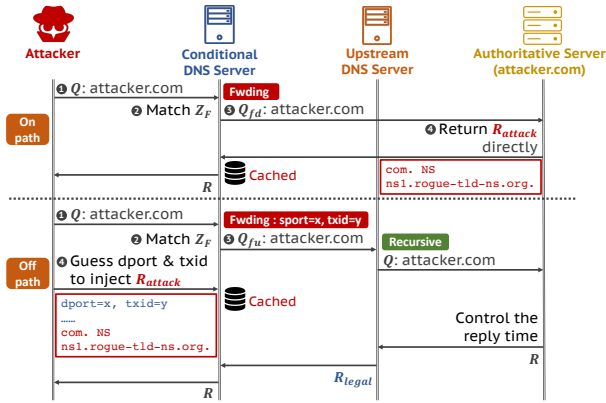 Attacker
Conditional
DNS Server
Upstream
DNS Server
Authoritative Server
(attacker.com)
On
path
❶ Q: attacker.com
❷ Match Z_F
Fwding
❸ Q_fd: attacker.com
❹ Return R_attack
directly
com. NS
ns1.rogue-tld-ns.org.
Cached
R
Off
path
❶ Q: attacker.com
❷ Match Z_F
Fwding : sport=x, txid=y
❸ Q_fu: attacker.com
Recursive
Q: attacker.com
❹ Guess dport & txid
to inject R_attack
dport=x, txid=y
……
com. NS
ns1.rogue-tld-ns.org.
Cached
Control the
reply time
R
R_legal
R